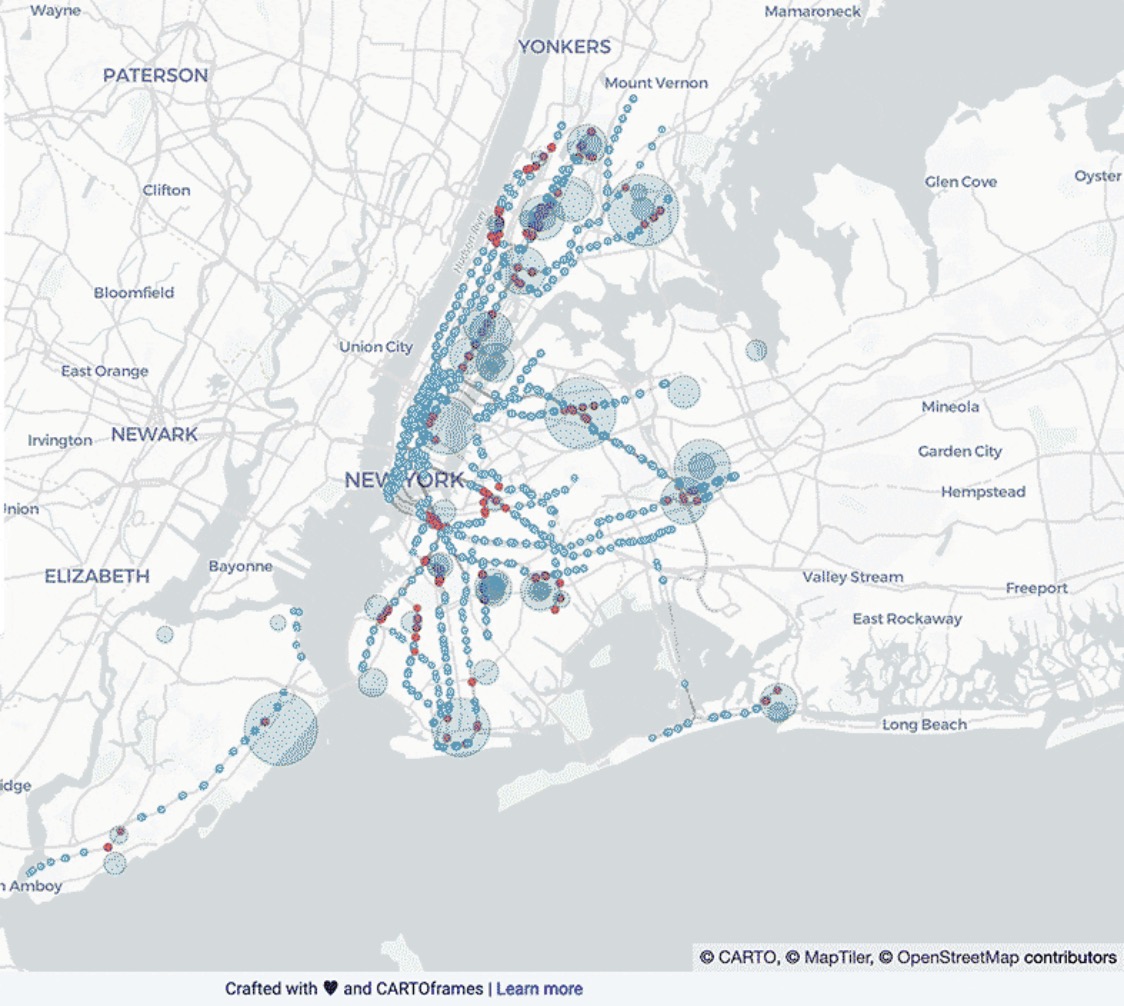 Wayne
Mamaroneck
YONKERS
PATERSON
Mount Vernon
Clifton
Glen Cove
Oyster
Hudson River
Bloomfield
Union City
East Orange
Mineola
Irvington
NEWARK
Garden City
NEW YORK
Hempstead
Union
ELIZABETH
Bayonne
Valley Stream
Freeport
East Rockaway
Long Beach
idge
n Amboy
© CARTO, © MapTiler, © OpenStreetMap contributors
Crafted with ♥ and CARTOframes | Learn more